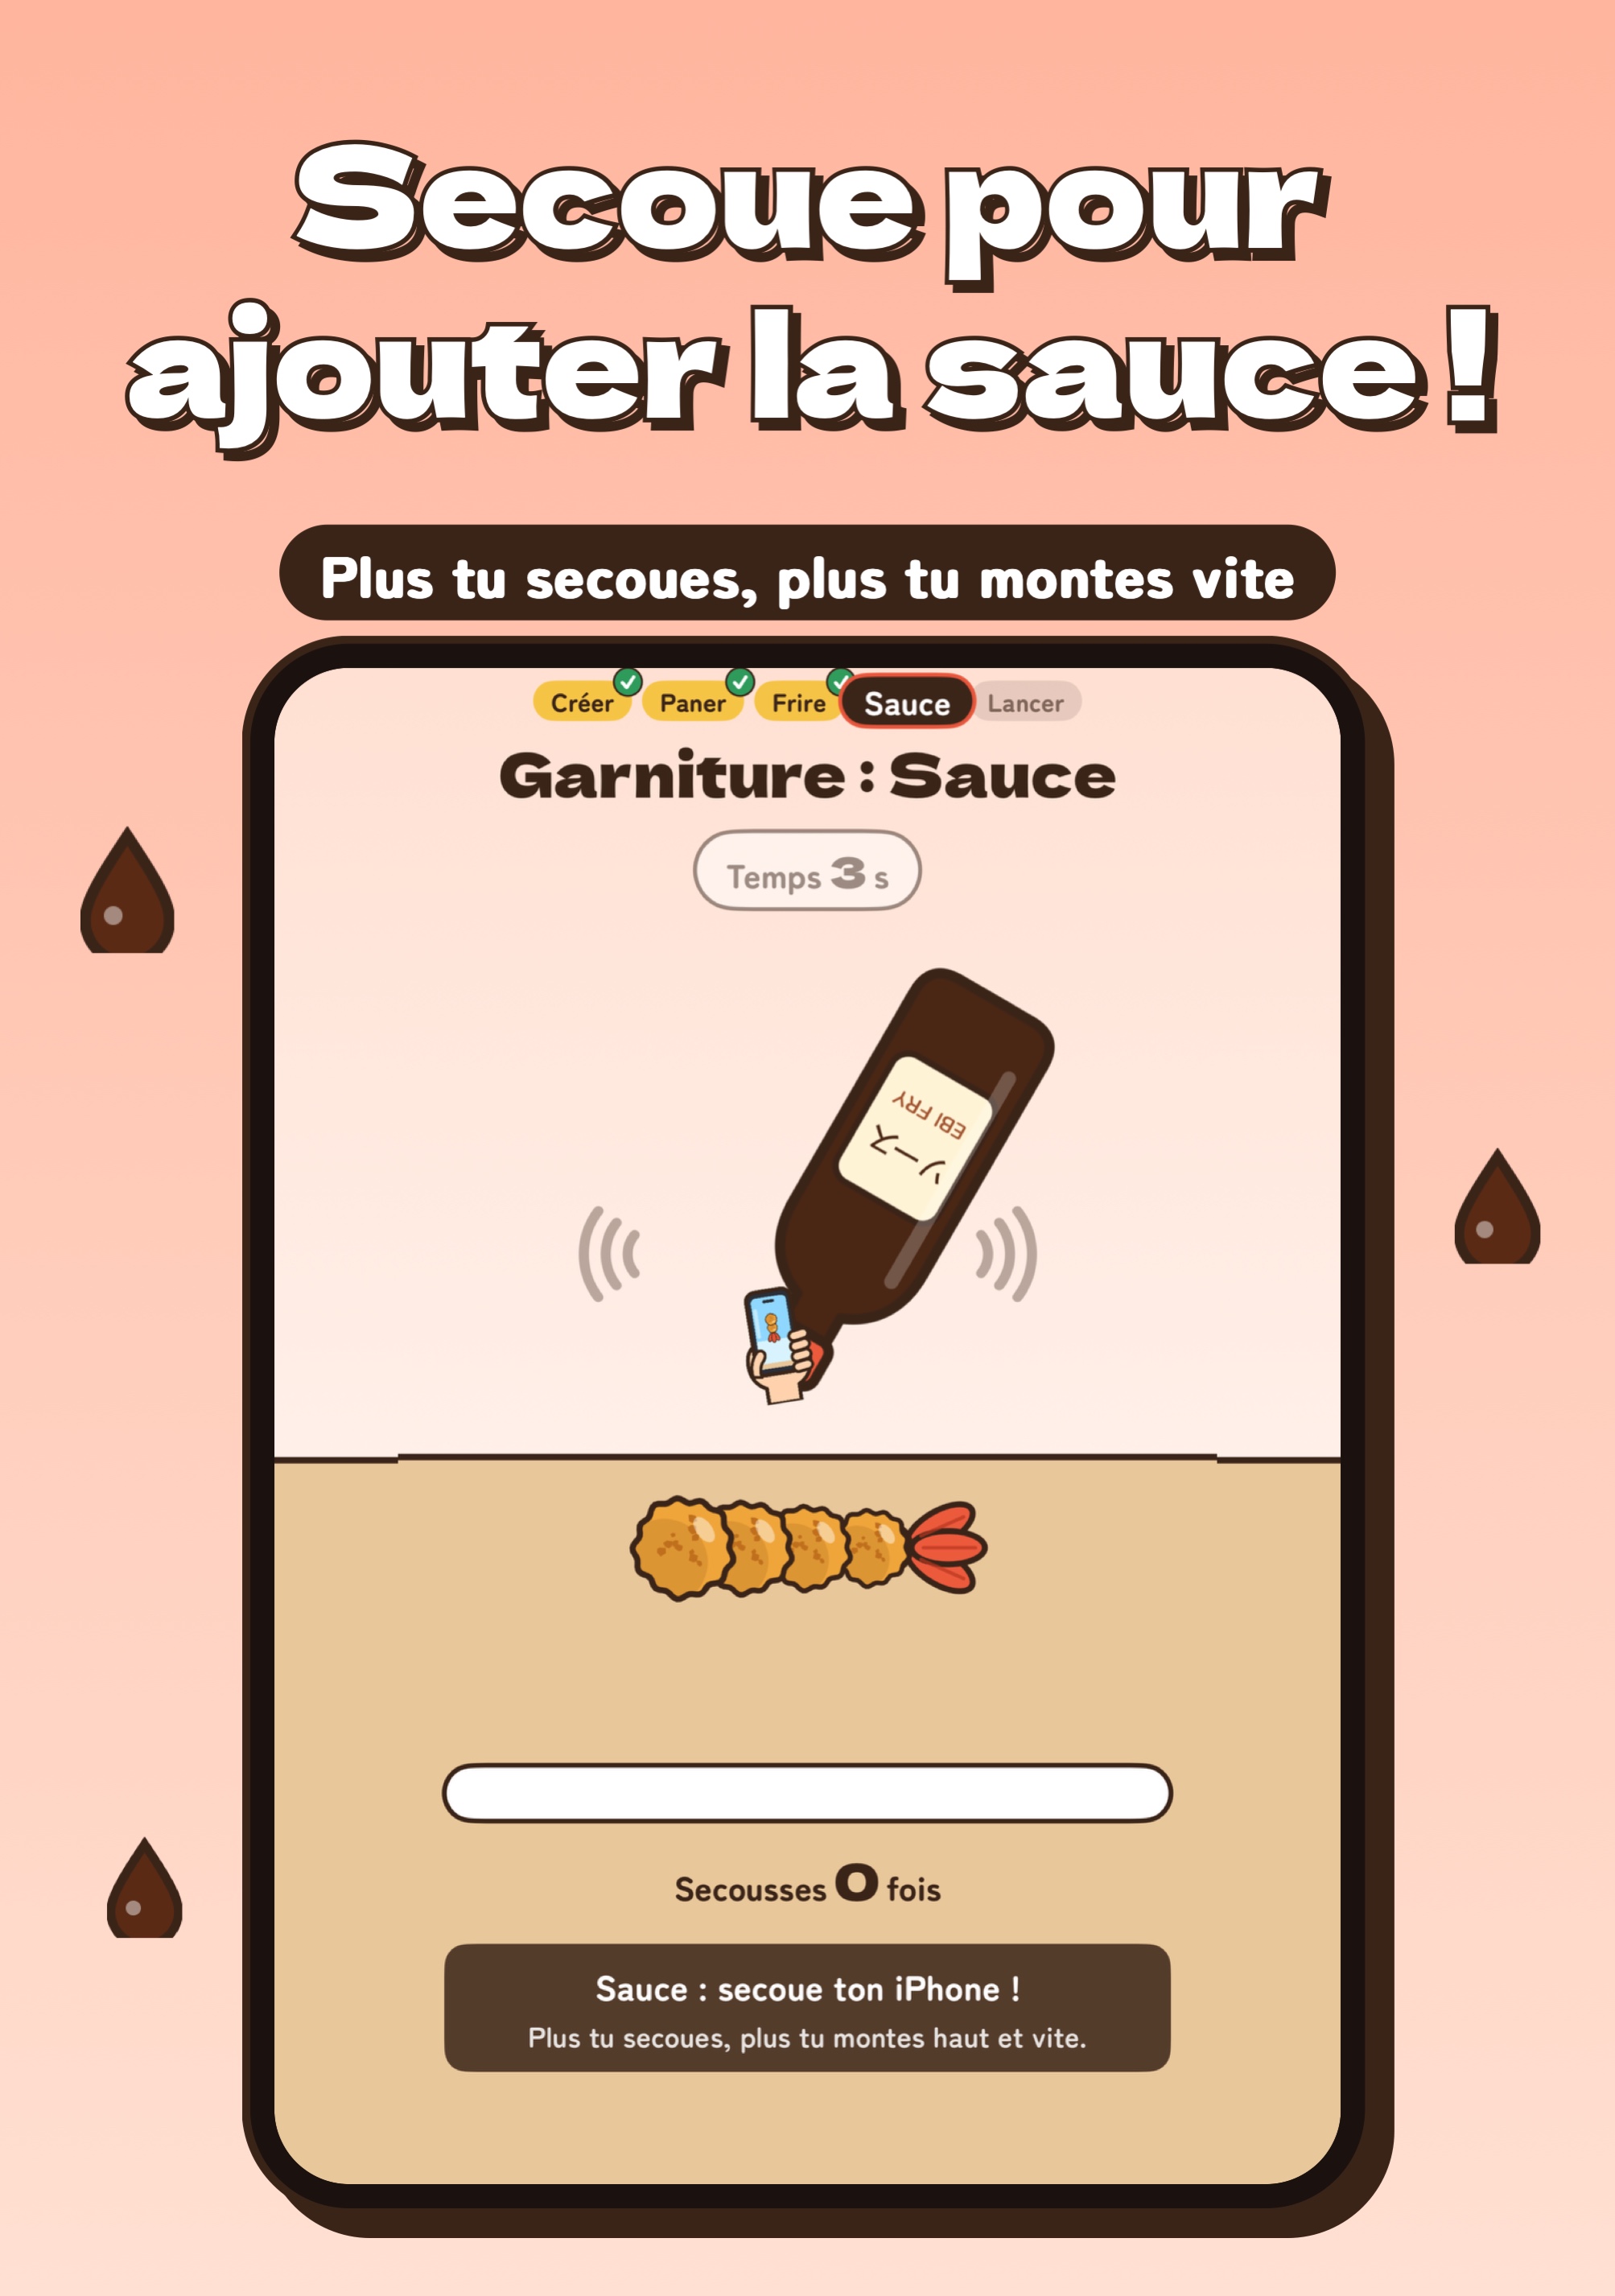 Secoue pour
ajouter la sauce !
Plus tu secoues, plus tu montes vite
Créer Paner Frire Sauce Lancer
Garniture : Sauce
Temps 3 s
EBI FRY
ソース
Secousses 0 fois
Sauce : secoue ton iPhone !
Plus tu secoues, plus tu montes haut et vite.